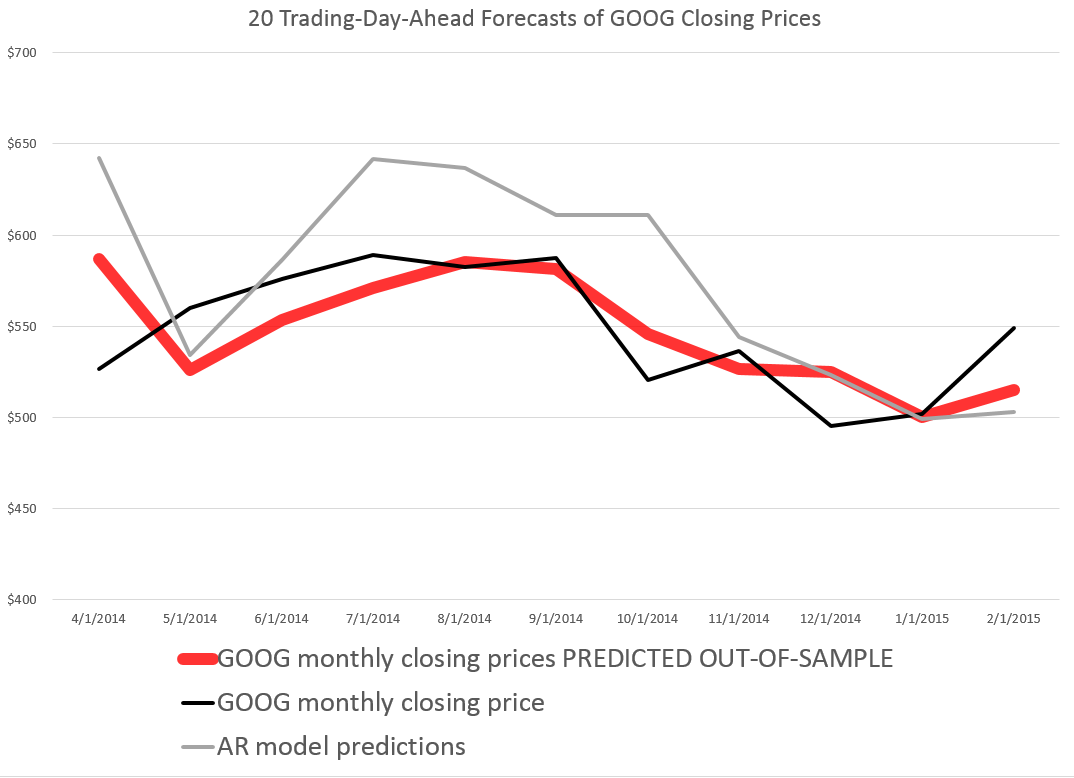 20 Trading-Day-Ahead Forecasts of GOOG Closing Prices
$700
$650
$600
$550
$500
$450
$400
4/1/2014 5/1/2014 6/1/2014 7/1/2014 8/1/2014 9/1/2014 10/1/2014 11/1/2014 12/1/2014 1/1/2015 2/1/2015
GOOG monthly closing prices PREDICTED OUT-OF-SAMPLE
GOOG monthly closing price
AR model predictions